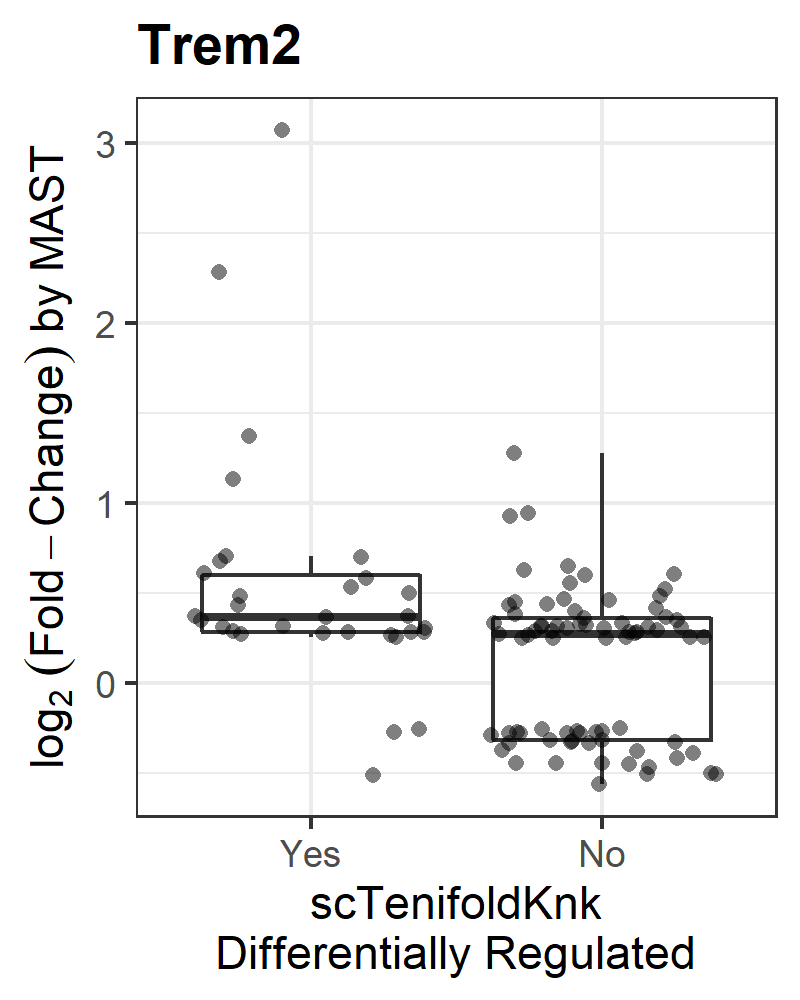 Trem2
log2 (Fold − Change) by MAST
3
2
1
0
Yes No
scTenifoldKnk
Differentially Regulated